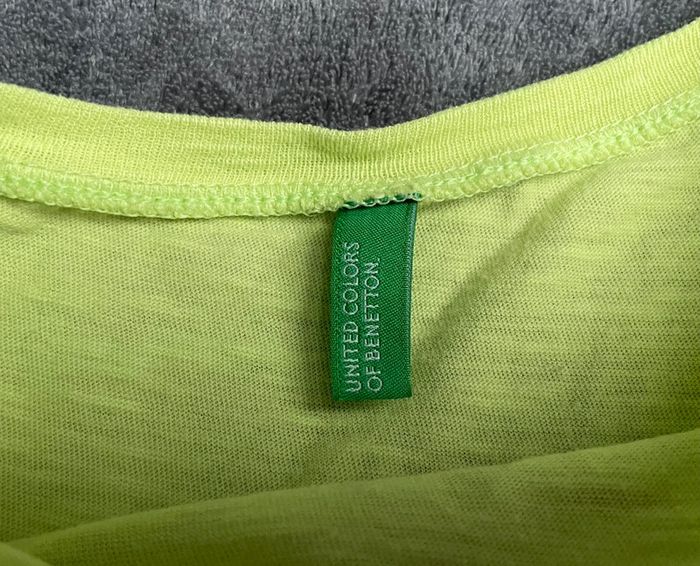 UNITED COLORS
OF BENETTON.